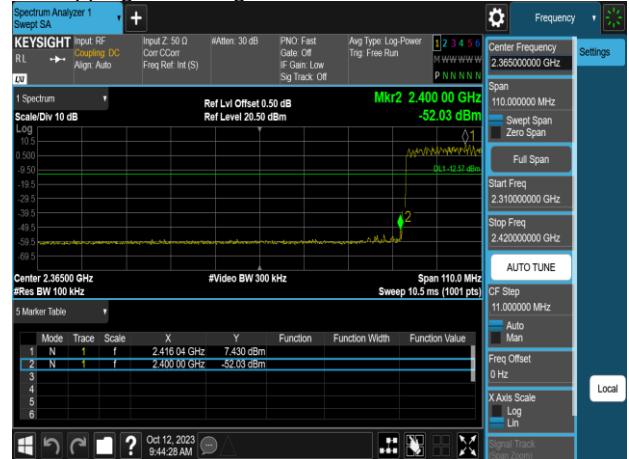 Spectrum Analyzer 1
Swept SA
Frequency
KEYSIGHT
RL
Input: RF
Coupling: DC
Align: Auto
Input Z: 50 Ω
Corr CCorr
Freq Ref: Int (S)
#Atten: 30 dB
PNO: Fast
Gate: Off
IF Gain: Low
Sig Track: Off
Avg Type: Log-Power
Trig: Free Run
1 2 3 4 5 6
M W W W W W
P N N N N N
LXI
1 Spectrum
Scale/Div 10 dB
Ref Lvl Offset 0.50 dB
Ref Level 20.50 dBm
Mkr2 2.400 00 GHz
-52.03 dBm
Log
10.5
0.500
-9.50
-19.5
-29.5
-39.5
-49.5
-59.5
-69.5
1
DL1 -12.57 dBm
2
Center 2.36500 GHz
#Res BW 100 kHz
#Video BW 300 kHz
Span 110.0 MHz
Sweep 10.5 ms (1001 pts)
5 Marker Table
Mode Trace Scale X Y Function Function Width Function Value
1 N 1 f 2.416 04 GHz 7.430 dBm
2 N 1 f 2.400 00 GHz -52.03 dBm
3
4
5
6
Oct 12, 2023
9:44:28 AM
Center Frequency
2.365000000 GHz
Settings
Span
110.000000 MHz
Swept Span
Zero Span
Full Span
Start Freq
2.310000000 GHz
Stop Freq
2.420000000 GHz
AUTO TUNE
CF Step
11.000000 MHz
Auto
Man
Freq Offset
0 Hz
X Axis Scale
Log
Lin
Local
Signal Track
(Span Zoom)